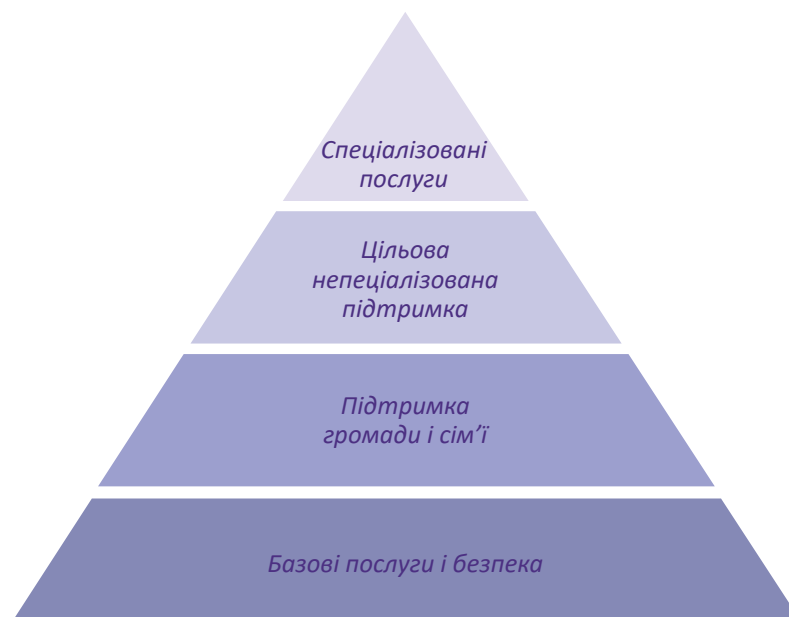 Спеціалізовані
послуги
Цільова
непеціалізована
підтримка
Підтримка
громади і сім’ї
Базові послуги і безпека